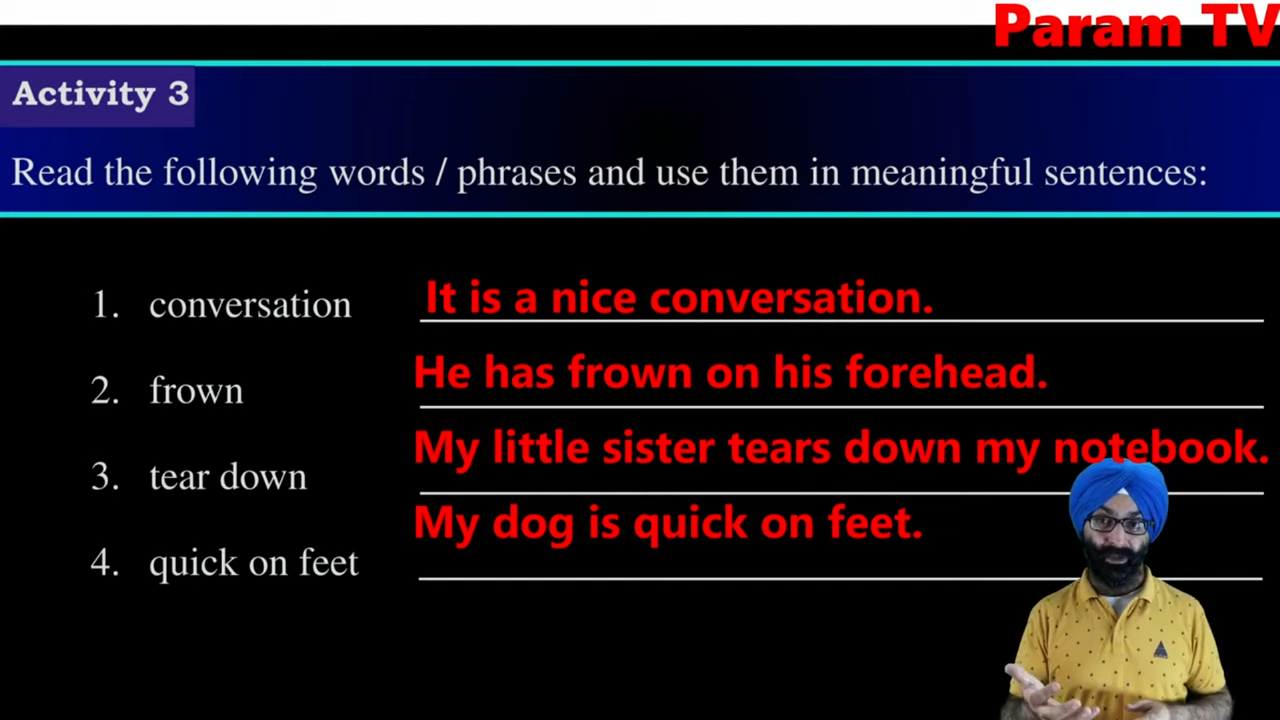 Param TV
Activity 3
Read the following words / phrases and use them in meaningful sentences:
1. conversation It is a nice conversation.
2. frown He has frown on his forehead.
3. tear down My little sister tears down my notebook.
4. quick on feet My dog is quick on feet.